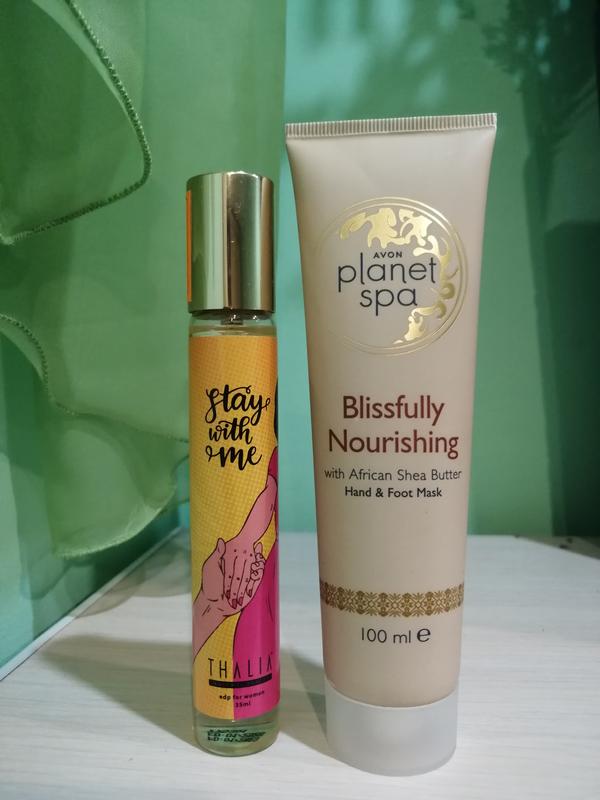 stay
with
me
THALIA
edp for women
35ml
AVON
planet
spa
Blissfully
Nourishing
with African Shea Butter
Hand & Foot Mask
100 ml e